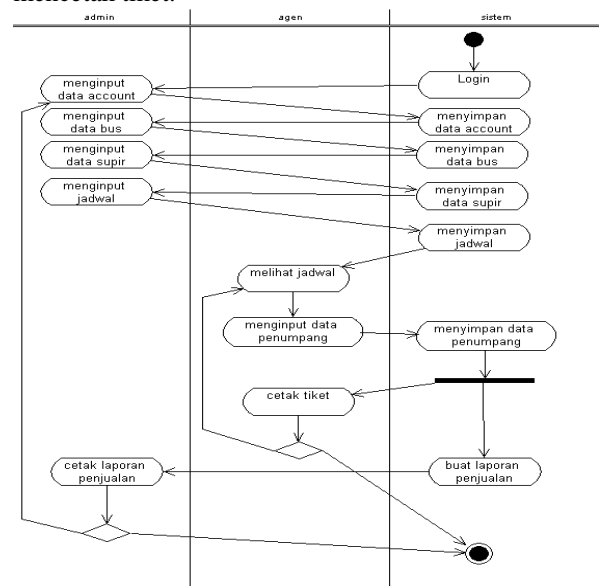 admin
agen
sistem
Login
menginput
data account
menyimpan
data account
menginput
data bus
menyimpan
data bus
menginput
data supir
menyimpan
data supir
menginput
jadwal
menyimpan
jadwal
melihat jadwal
menginput data
penumpang
menyimpan data
penumpang
cetak tiket
cetak laporan
penjualan
buat laporan
penjualan